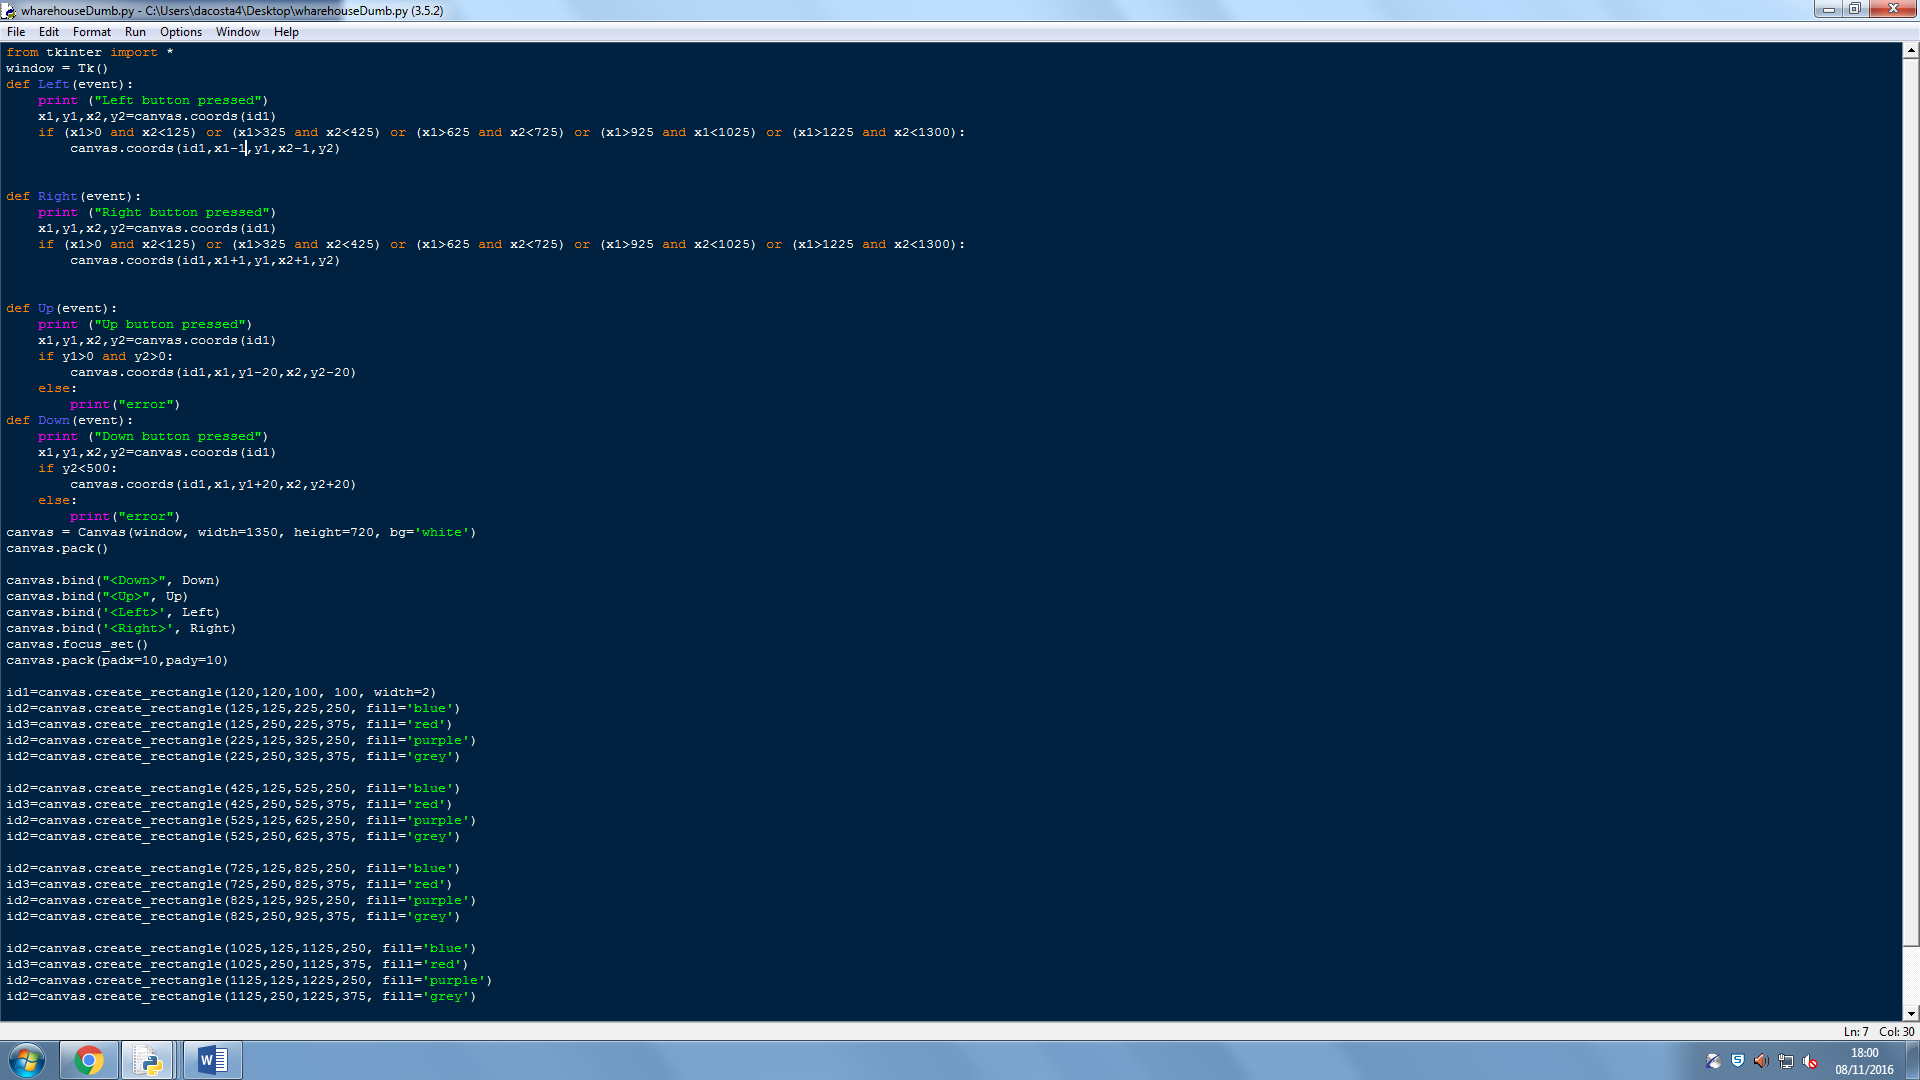 wharehouseDumb.py - C:\Users\dacosta4\Desktop\wharehouseDumb.py (3.5.2)
File Edit Format Run Options Window Help
from tkinter import *
window = Tk()
def Left(event):
    print ("Left button pressed")
    x1,y1,x2,y2=canvas.coords(id1)
    if (x1>0 and x2<125) or (x1>325 and x2<425) or (x1>625 and x2<725) or (x1>925 and x1<1025) or (x1>1225 and x2<1300):
        canvas.coords(id1,x1-1,y1,x2-1,y2)
def Right(event):
    print ("Right button pressed")
    x1,y1,x2,y2=canvas.coords(id1)
    if (x1>0 and x2<125) or (x1>325 and x2<425) or (x1>625 and x2<725) or (x1>925 and x2<1025) or (x1>1225 and x2<1300):
        canvas.coords(id1,x1+1,y1,x2+1,y2)
def Up(event):
    print ("Up button pressed")
    x1,y1,x2,y2=canvas.coords(id1)
    if y1>0 and y2>0:
        canvas.coords(id1,x1,y1-20,x2,y2-20)
    else:
        print("error")
def Down(event):
    print ("Down button pressed")
    x1,y1,x2,y2=canvas.coords(id1)
    if y2<500:
        canvas.coords(id1,x1,y1+20,x2,y2+20)
    else:
        print("error")
canvas = Canvas(window, width=1350, height=720, bg='white')
canvas.pack()
canvas.bind("<Down>", Down)
canvas.bind("<Up>", Up)
canvas.bind('<Left>', Left)
canvas.bind('<Right>', Right)
canvas.focus_set()
canvas.pack(padx=10,pady=10)
id1=canvas.create_rectangle(120,120,100, 100, width=2)
id2=canvas.create_rectangle(125,125,225,250, fill='blue')
id3=canvas.create_rectangle(125,250,225,375, fill='red')
id2=canvas.create_rectangle(225,125,325,250, fill='purple')
id2=canvas.create_rectangle(225,250,325,375, fill='grey')
id2=canvas.create_rectangle(425,125,525,250, fill='blue')
id3=canvas.create_rectangle(425,250,525,375, fill='red')
id2=canvas.create_rectangle(525,125,625,250, fill='purple')
id2=canvas.create_rectangle(525,250,625,375, fill='grey')
id2=canvas.create_rectangle(725,125,825,250, fill='blue')
id3=canvas.create_rectangle(725,250,825,375, fill='red')
id2=canvas.create_rectangle(825,125,925,250, fill='purple')
id2=canvas.create_rectangle(825,250,925,375, fill='grey')
id2=canvas.create_rectangle(1025,125,1125,250, fill='blue')
id3=canvas.create_rectangle(1025,250,1125,375, fill='red')
id2=canvas.create_rectangle(1125,125,1225,250, fill='purple')
id2=canvas.create_rectangle(1125,250,1225,375, fill='grey')
Ln: 7 Col: 30
18:00
08/11/2016